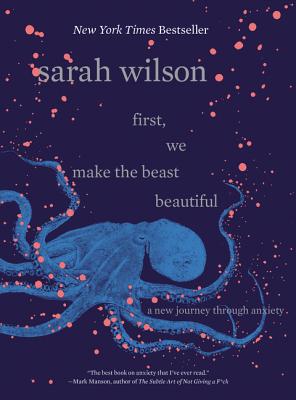 New York Times Bestseller
sarah wilson
first,
we
make the beast
beautiful
a new journey through anxiety
"The best book on anxiety that I've ever read."
—Mark Manson, author of The Subtle Art of Not Giving a F*ck